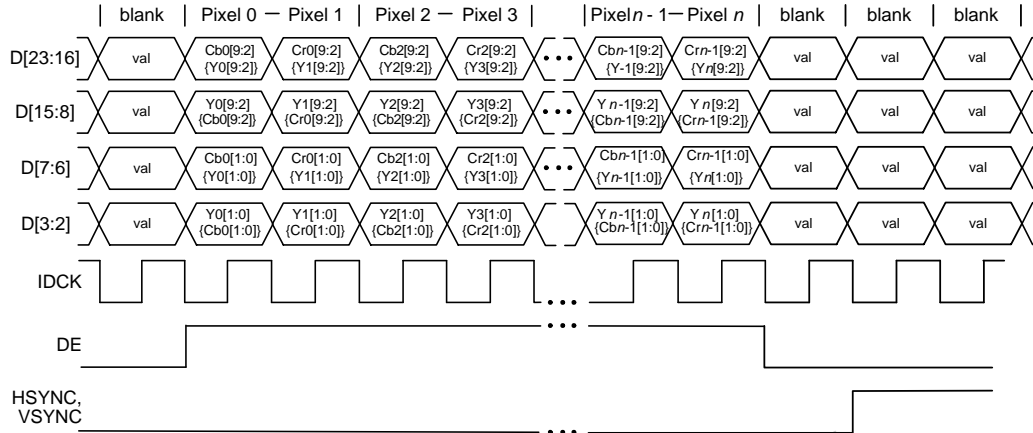 blank Pixel 0 — Pixel 1 Pixel 2 — Pixel 3 Pixel n - 1 — Pixel n blank blank blank
D[23:16] val Cb0[9:2] Cr0[9:2] Cb2[9:2] Cr2[9:2] ••• Cbn-1[9:2] Crn-1[9:2] val val val
{Y0[9:2]} {Y1[9:2]} {Y2[9:2]} {Y3[9:2]} {Y-1[9:2]} {Yn[9:2]}
D[15:8] val Y0[9:2] Y1[9:2] Y2[9:2] Y3[9:2] ••• Y n-1[9:2] Y n[9:2] val val val
{Cb0[9:2]} {Cr0[9:2]} {Cb2[9:2]} {Cr2[9:2]} {Cbn-1[9:2]} {Crn-1[9:2]}
D[7:6] val Cb0[1:0] Cr0[1:0] Cb2[1:0] Cr2[1:0] ••• Cbn-1[1:0] Crn-1[1:0] val val val
{Y0[1:0]} {Y1[1:0]} {Y2[1:0]} {Y3[1:0]} {Yn-1[1:0]} {Yn[1:0]}
D[3:2] val Y0[1:0] Y1[1:0] Y2[1:0] Y3[1:0] Y n-1[1:0] Y n[1:0] val val val
{Cb0[1:0]} {Cr0[1:0]} {Cb2[1:0]} {Cr2[1:0]} {Cbn-1[1:0]} {Crn-1[1:0]}
IDCK •••
DE •••
HSYNC,
VSYNC •••